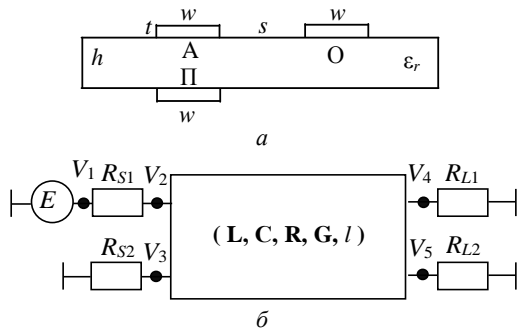 t w s w
h А О εr
П
w
а
V1 RS1 V2 V4 RL1
E
( L, C, R, G, l )
RS2 V3 V5 RL2
б